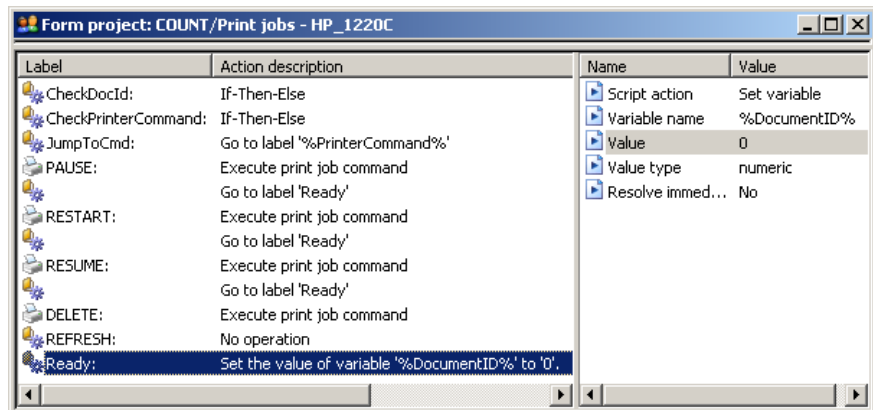 Form project: COUNT/Print jobs - HP_1220C
Label Action description
CheckDocId: If-Then-Else
CheckPrinterCommand: If-Then-Else
JumpToCmd: Go to label '%PrinterCommand%'
PAUSE: Execute print job command
Go to label 'Ready'
RESTART: Execute print job command
Go to label 'Ready'
RESUME: Execute print job command
Go to label 'Ready'
DELETE: Execute print job command
REFRESH: No operation
Ready: Set the value of variable '%DocumentID%' to '0'.
Name Value
Script action Set variable
Variable name %DocumentID%
Value 0
Value type numeric
Resolve immed... No